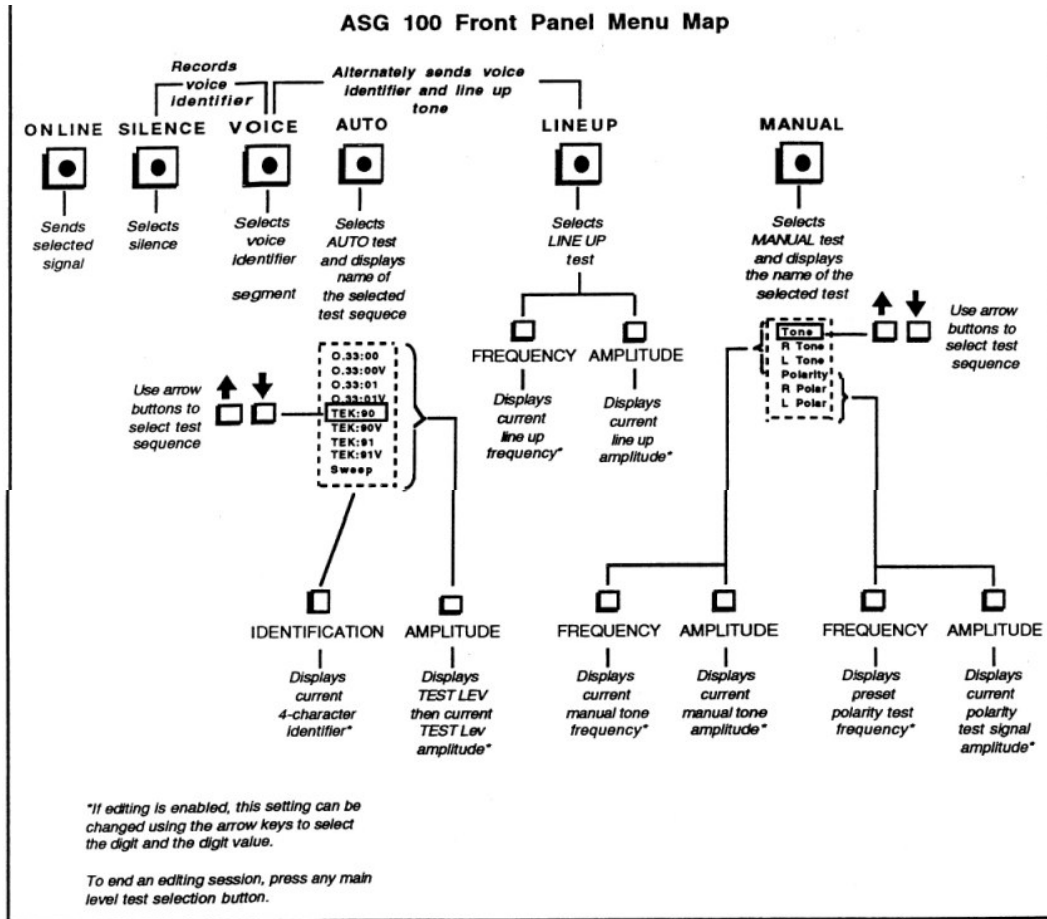 ASG 100 Front Panel Menu Map
Records
voice
identifier
Alternately sends voice
identifier and line up
tone
ONLINE
SILENCE
VOICE
AUTO
LINEUP
MANUAL
Sends
selected
signal
Selects
silence
Selects
voice
identifier
segment
Selects
AUTO test
and displays
name of
the selected
test sequece
Selects
LINE UP
test
Selects
MANUAL test
and displays
the name of the
selected test
Use arrow
buttons to
select test
sequence
O.33:00
O.33:00V
O.33:01
O.33:01V
TEK:90
TEK:90V
TEK:91
TEK:91V
Sweep
FREQUENCY
AMPLITUDE
Displays
current
line up
frequency*
Displays
current
line up
amplitude*
Tone
R Tone
L Tone
Polarity
R Polar
L Polar
Use arrow
buttons to
select test
sequence
IDENTIFICATION
AMPLITUDE
FREQUENCY
AMPLITUDE
FREQUENCY
AMPLITUDE
Displays
current
4-character
identifier*
Displays
TEST LEV
then current
TEST Lev
amplitude*
Displays
current
manual tone
frequency*
Displays
current
manual tone
amplitude*
Displays
preset
polarity test
frequency*
Displays
current
polarity
test signal
amplitude*
*If editing is enabled, this setting can be
changed using the arrow keys to select
the digit and the digit value.
To end an editing session, press any main
level test selection button.